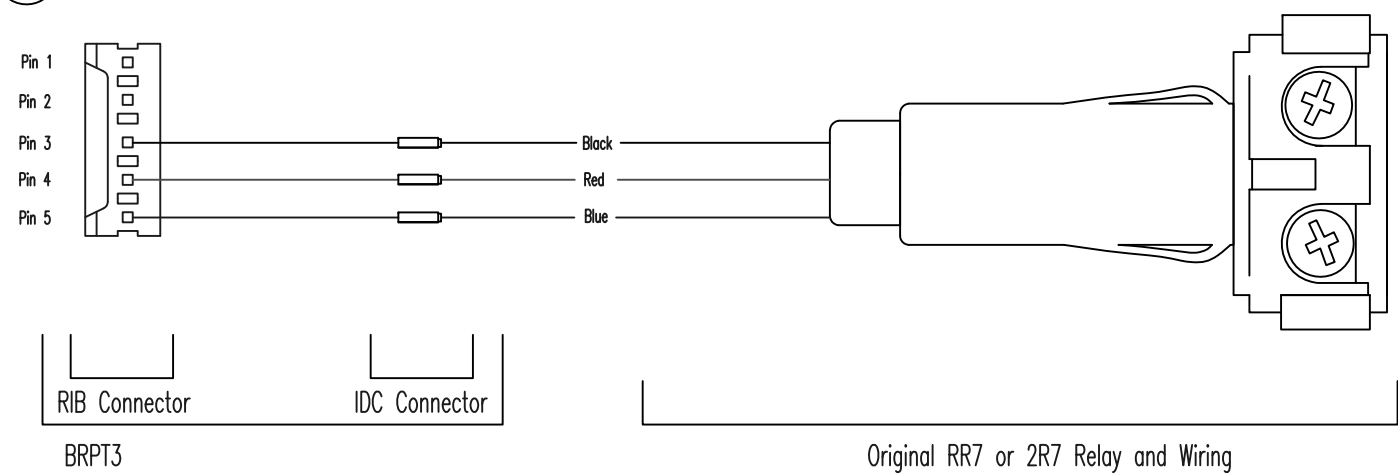 Pin 1
Pin 2
Pin 3
Black
Pin 4
Red
Pin 5
Blue
RIB Connector
IDC Connector
BRPT3
Original RR7 or 2R7 Relay and Wiring